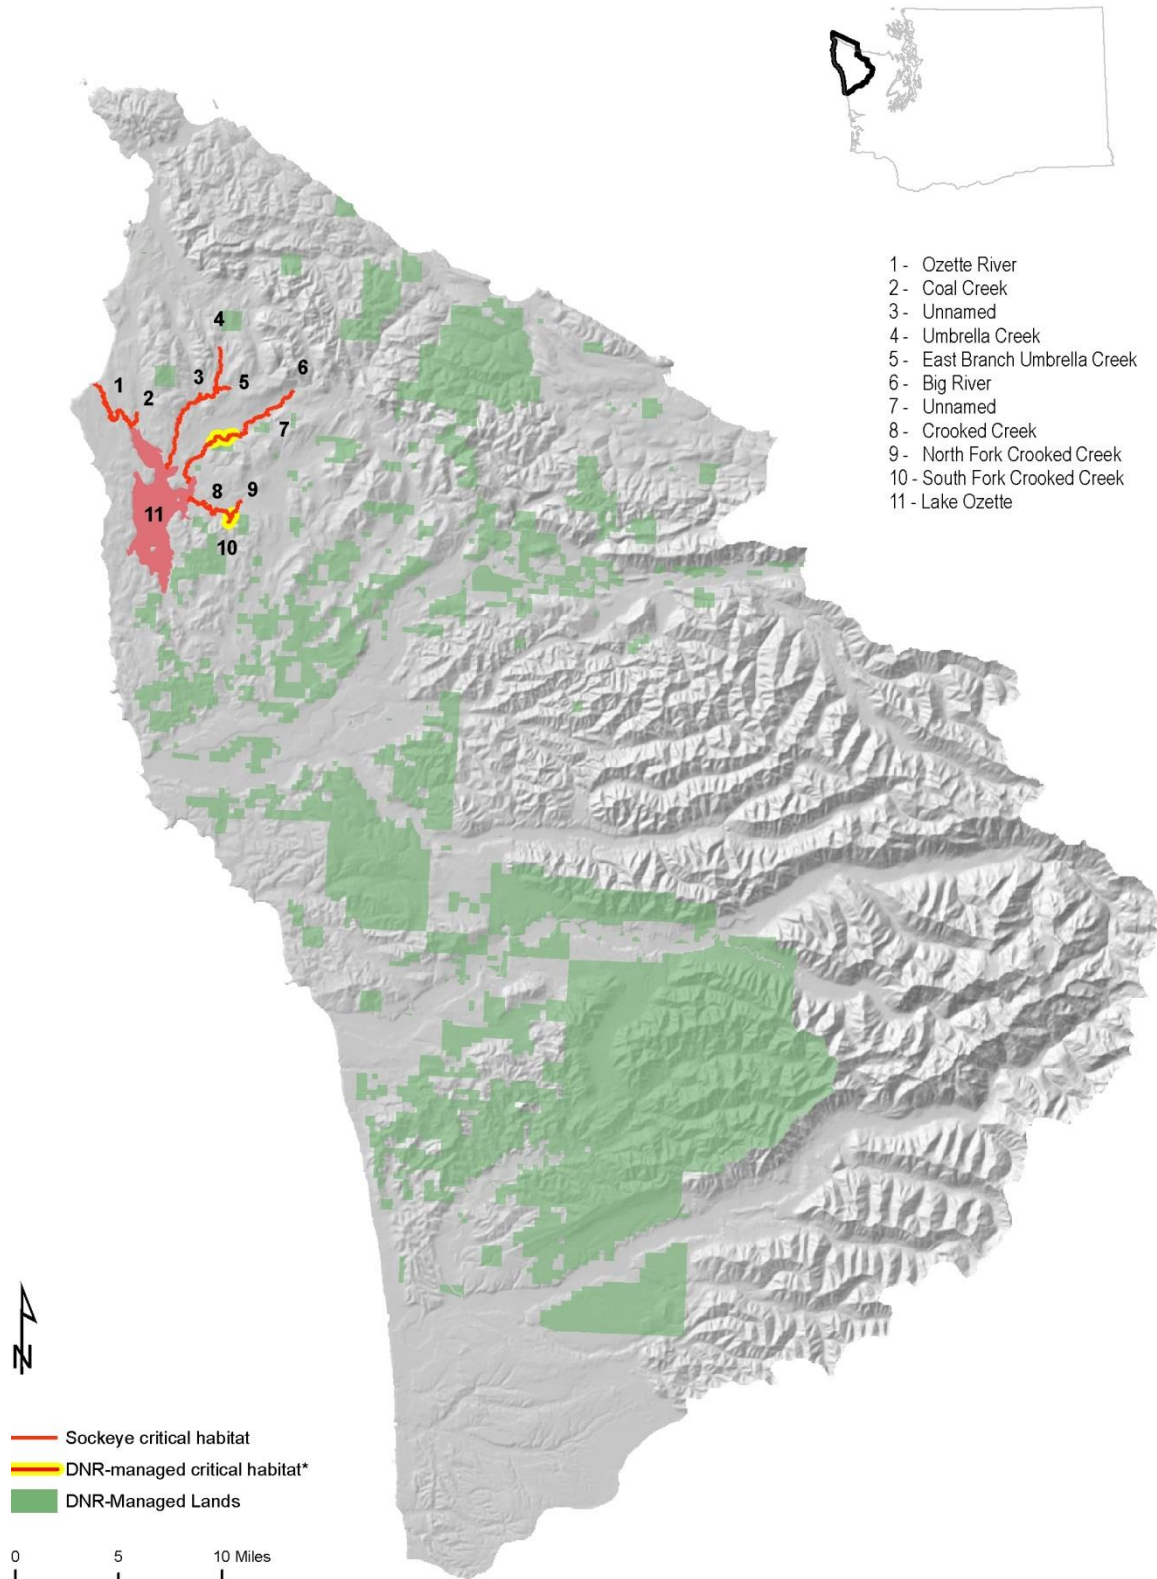 1 - Ozette River
2 - Coal Creek
3 - Unnamed
4 - Umbrella Creek
5 - East Branch Umbrella Creek
6 - Big River
7 - Unnamed
8 - Crooked Creek
9 - North Fork Crooked Creek
10 - South Fork Crooked Creek
11 - Lake Ozette
4
6
3
5
1
2
7
8
9
11
10
N
Sockeye critical habitat
DNR-managed critical habitat*
DNR-Managed Lands
0 5 10 Miles